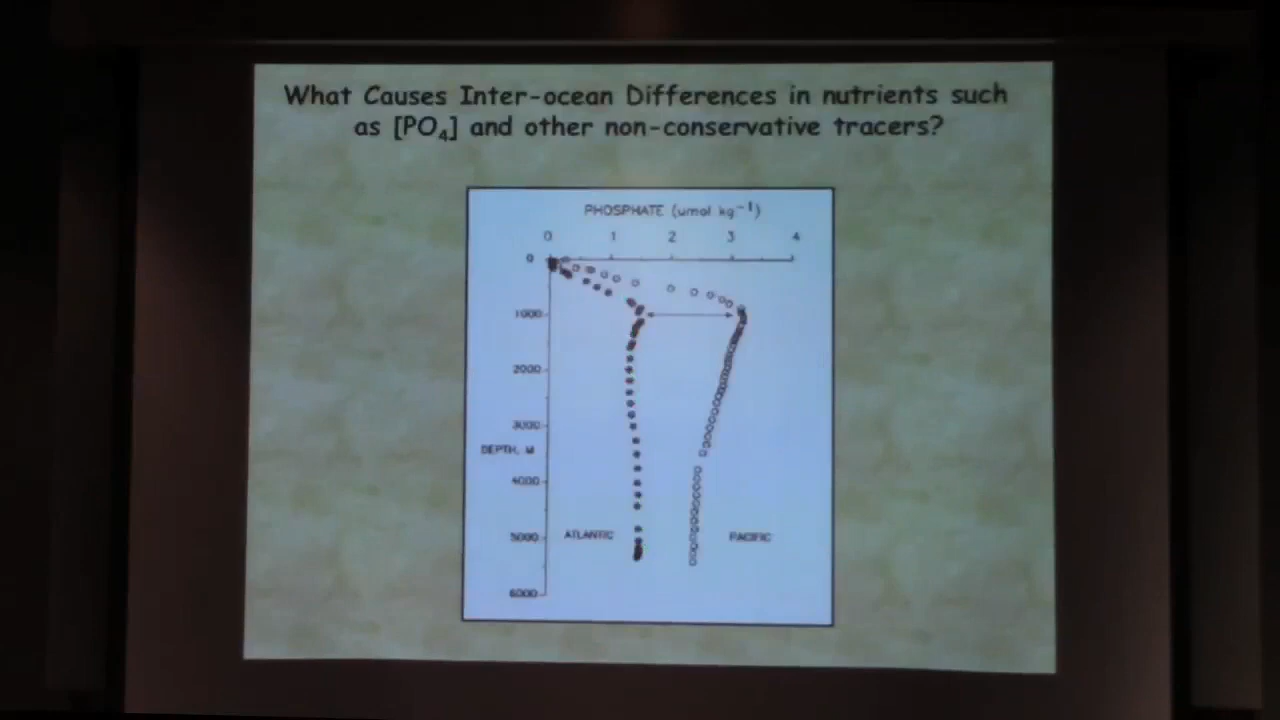 What Causes Inter-ocean Differences in nutrients such
as [PO₄] and other non-conservative tracers?
PHOSPHATE (umol kg⁻¹)
0 1 2 3 4
0
1000
2000
3000
DEPTH, M
4000
5000
ATLANTIC PACIFIC
6000